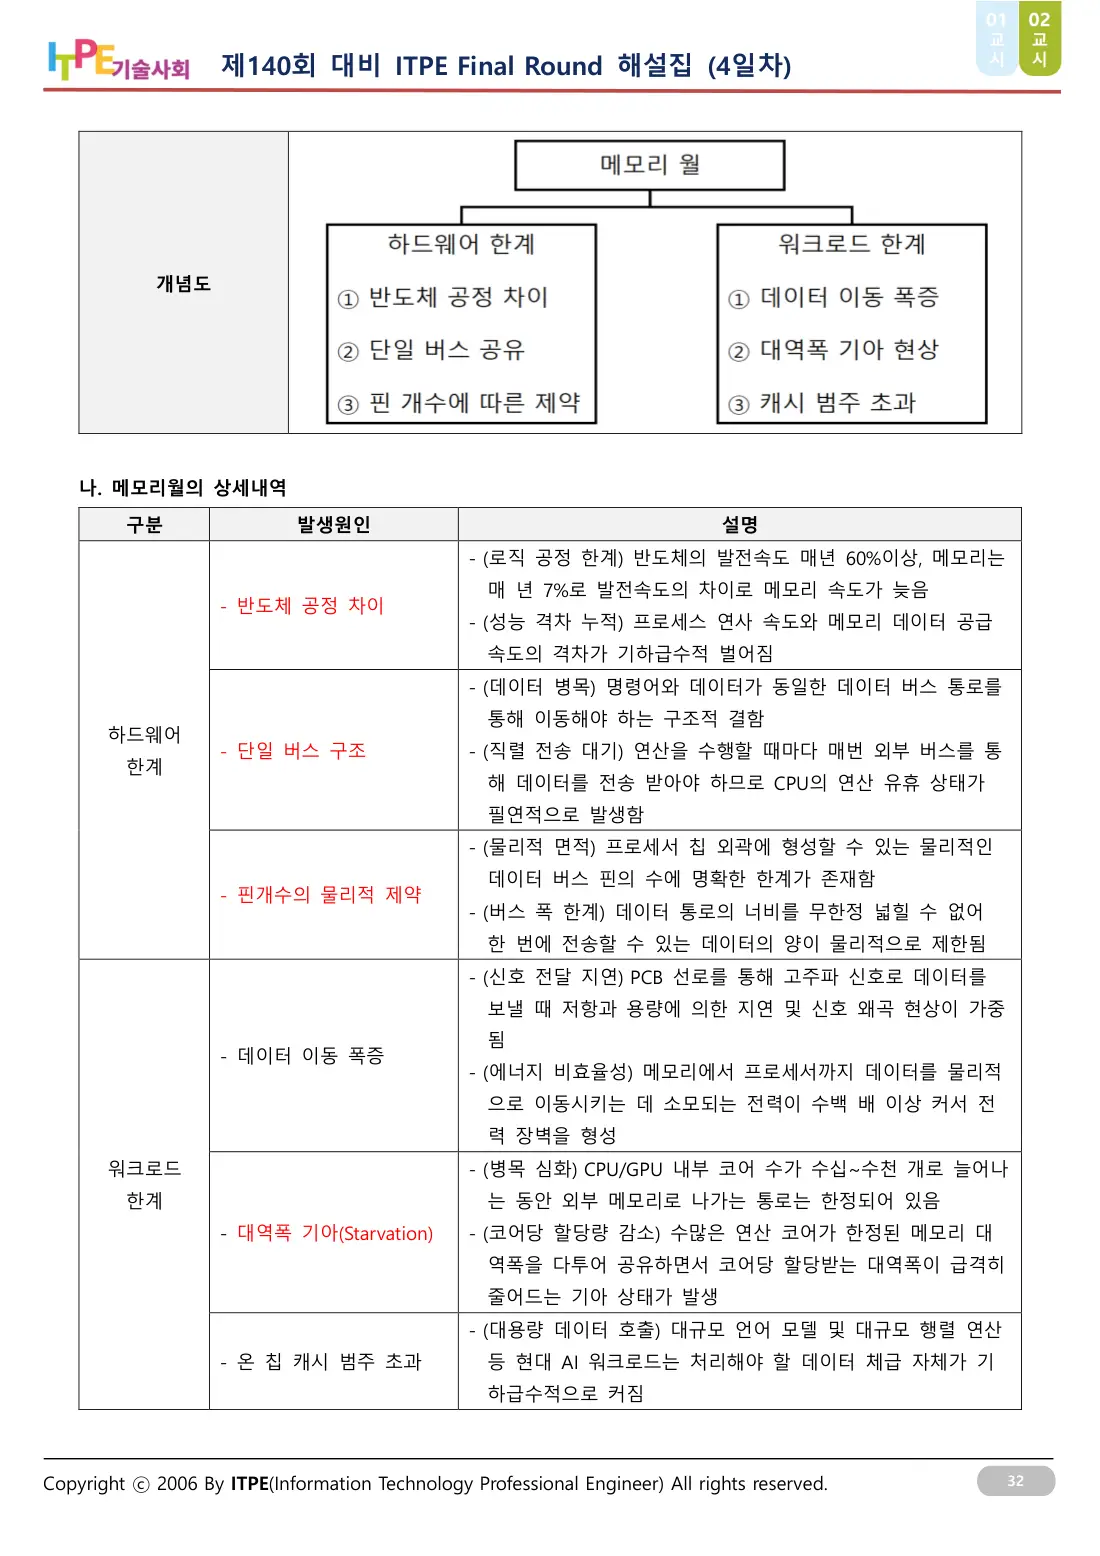 ITPE기술사회
제140회 대비 ITPE Final Round 해설집 (4일차)
01
교
시
02
교
시
개념도
메모리 월
하드웨어 한계
① 반도체 공정 차이
② 단일 버스 공유
③ 핀 개수에 따른 제약
워크로드 한계
① 데이터 이동 폭증
② 대역폭 기아 현상
③ 캐시 범주 초과
나. 메모리월의 상세내역
구분 발생원인 설명
하드웨어
한계
- 반도체 공정 차이
- (로직 공정 한계) 반도체의 발전속도 매년 60%이상, 메모리는
매 년 7%로 발전속도의 차이로 메모리 속도가 늦음
- (성능 격차 누적) 프로세스 연사 속도와 메모리 데이터 공급
속도의 격차가 기하급수적 벌어짐
- 단일 버스 구조
- (데이터 병목) 명령어와 데이터가 동일한 데이터 버스 통로를
통해 이동해야 하는 구조적 결함
- (직렬 전송 대기) 연산을 수행할 때마다 매번 외부 버스를 통
해 데이터를 전송 받아야 하므로 CPU의 연산 유휴 상태가
필연적으로 발생함
- 핀개수의 물리적 제약
- (물리적 면적) 프로세서 칩 외곽에 형성할 수 있는 물리적인
데이터 버스 핀의 수에 명확한 한계가 존재함
- (버스 폭 한계) 데이터 통로의 너비를 무한정 넓힐 수 없어
한 번에 전송할 수 있는 데이터의 양이 물리적으로 제한됨
워크로드
한계
- 데이터 이동 폭증
- (신호 전달 지연) PCB 선로를 통해 고주파 신호로 데이터를
보낼 때 저항과 용량에 의한 지연 및 신호 왜곡 현상이 가중
됨
- (에너지 비효율성) 메모리에서 프로세서까지 데이터를 물리적
으로 이동시키는 데 소모되는 전력이 수백 배 이상 커서 전
력 장벽을 형성
- 대역폭 기아(Starvation)
- (병목 심화) CPU/GPU 내부 코어 수가 수십~수천 개로 늘어나
는 동안 외부 메모리로 나가는 통로는 한정되어 있음
- (코어당 할당량 감소) 수많은 연산 코어가 한정된 메모리 대
역폭을 다투어 공유하면서 코어당 할당받는 대역폭이 급격히
줄어드는 기아 상태가 발생
- 온 칩 캐시 범주 초과
- (대용량 데이터 호출) 대규모 언어 모델 및 대규모 행렬 연산
등 현대 AI 워크로드는 처리해야 할 데이터 체급 자체가 기
하급수적으로 커짐
Copyright ⓒ 2006 By ITPE(Information Technology Professional Engineer) All rights reserved.
32